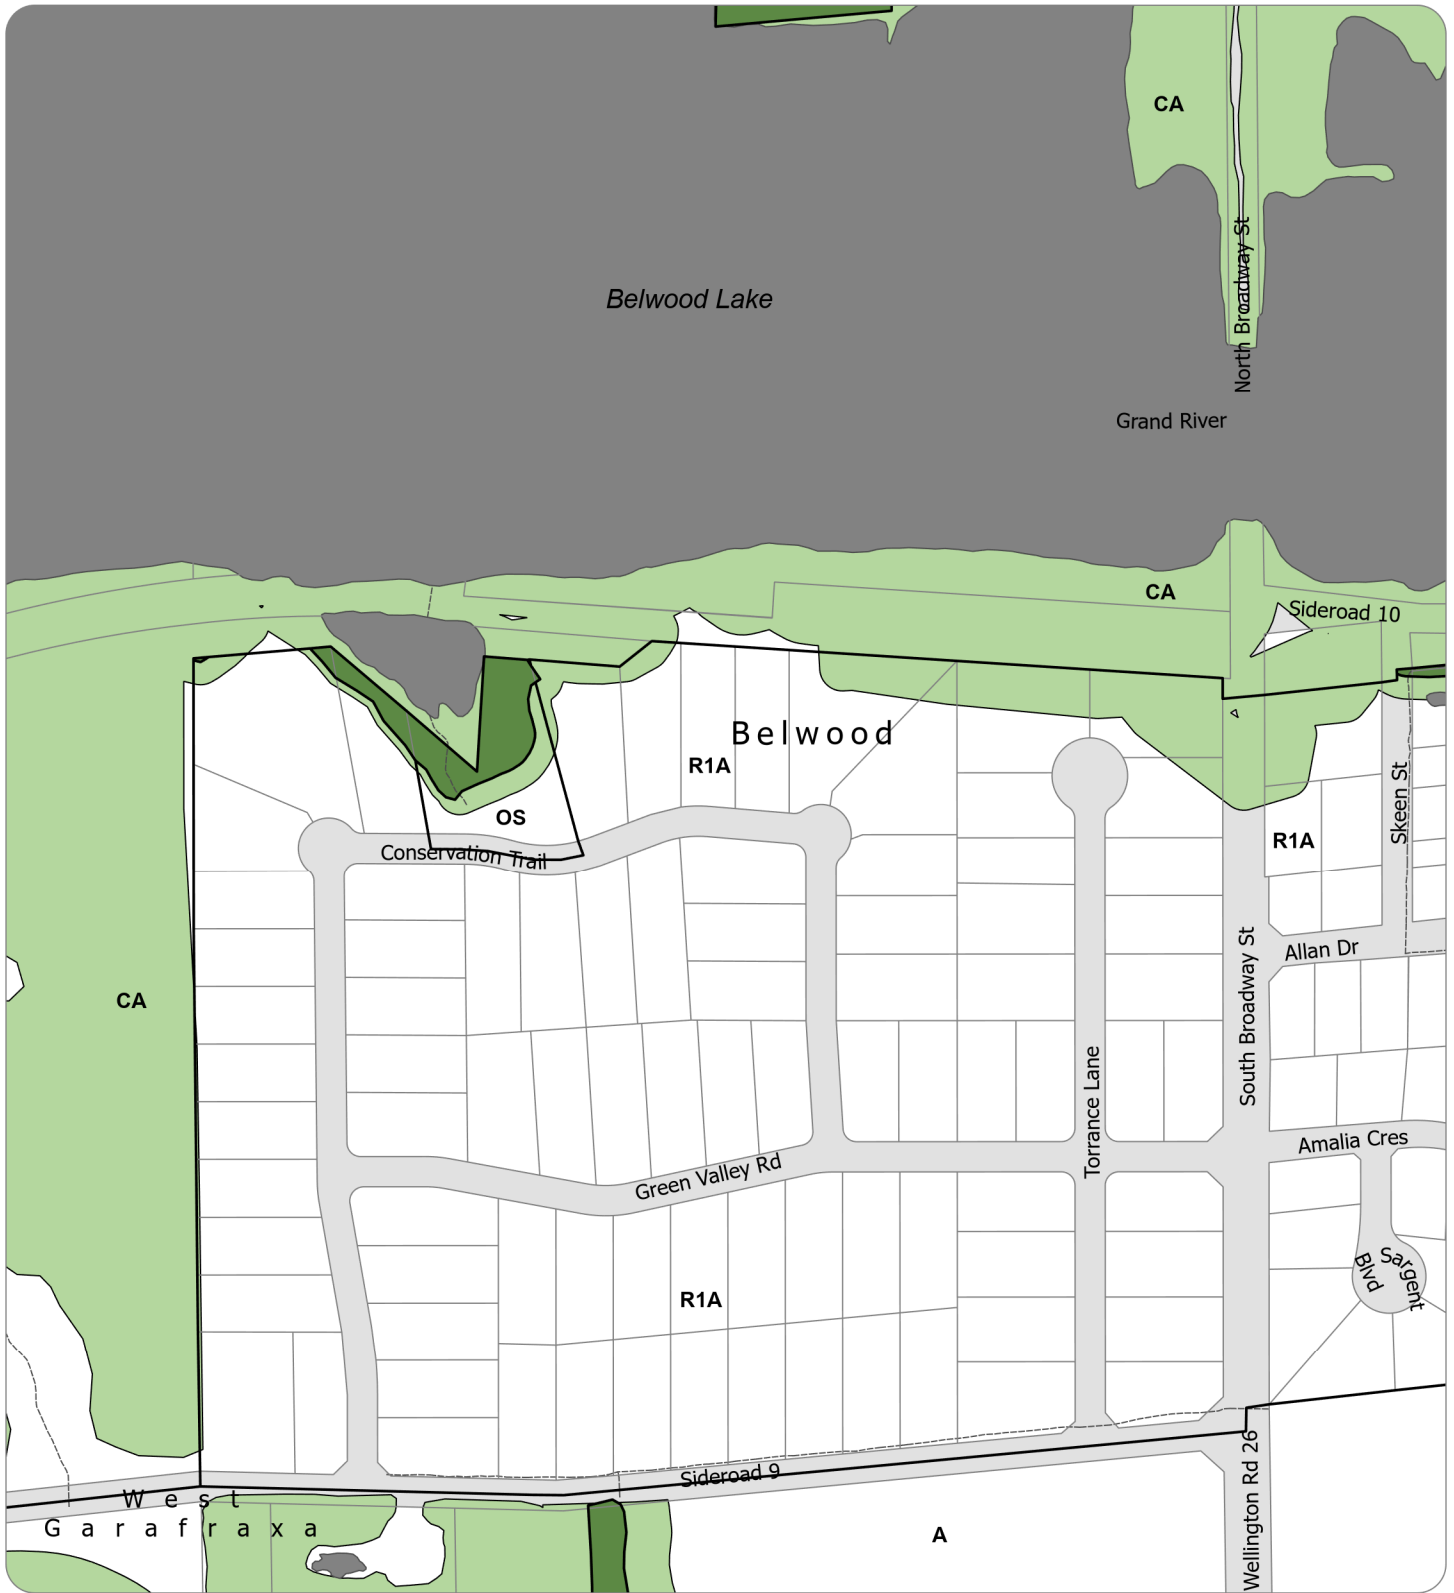 CA
North Broadway St
Belwood Lake
Grand River
CA
Sideroad 10
Belwood
R1A
Skeen St
OS
R1A
Conservation Trail
Allan Dr
CA
South Broadway St
Torrance Lane
Amalia Cres
Green Valley Rd
Sargent
Blvd
R1A
Sideroad 9
Wellington Rd 26
West
Garafraxa
A